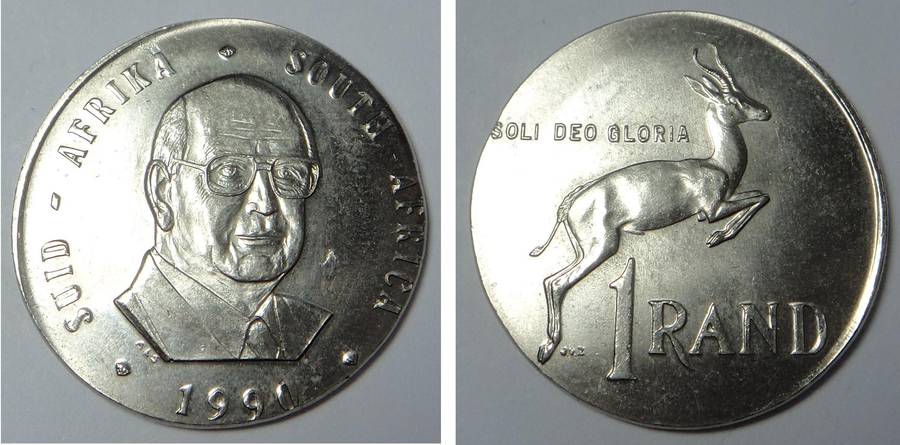 SUID - AFRIKA • SOUTH - AFRICA
1990
SOLI DEO GLORIA
1 RAND